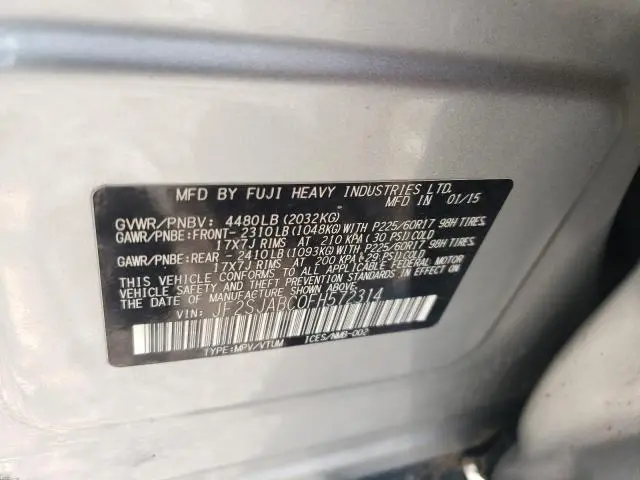 MFD BY FUJI HEAVY INDUSTRIES LTD.
MFD IN 01/15
GVWR/PNBV: 4480LB (2032KG)
GAWR/PNBE:FRONT- 2310LB (1048KG) WITH P225/60R17 98H TIRES,
17X7J RIMS AT 210 KPA (30 PSI) COLD
GAWR/PNBE:REAR - 2410LB (1093KG) WITH P225/60R17 98H TIRES,
17X7J RIMS AT 200 KPA (29 PSI) COLD
THIS VEHICLE CONFORMS TO ALL APPLICABLE FEDERAL MOTOR
VEHICLE SAFETY AND THEFT PREVENTION STANDARDS IN EFFECT ON
THE DATE OF MANUFACTURE SHOWN ABOVE.
VIN: JF2SJABC0FH572314
TYPE:MPV/VTUM ICES/NMB-002